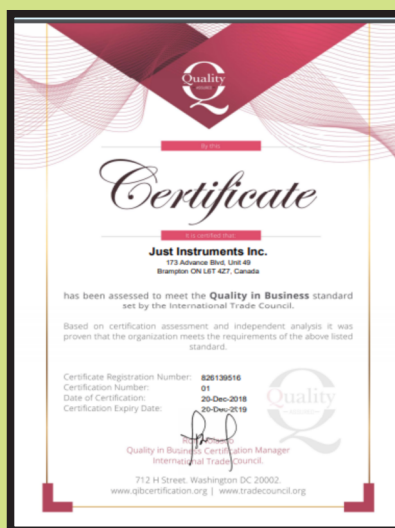 Quality
AWARD
By this
Certificate
It is certified that
Just Instruments Inc.
173 Advance Blvd, Unit 49
Brampton ON L6T 4Z7, Canada
has been assessed to meet the Quality in Business standard
set by the International Trade Council.
Based on certification assessment and independent analysis it was
proven that the organization meets the requirements of the above listed
standard.
Certificate Registration Number: 826139516
Certification Number: 01
Date of Certification: 20-Dec-2018
Certification Expiry Date: 20-Dec-2019
Quality
Quality in Business Certification Manager
International Trade Council.
712 H Street. Washington DC 20002.
www.qibcertification.org | www.tradecouncil.org